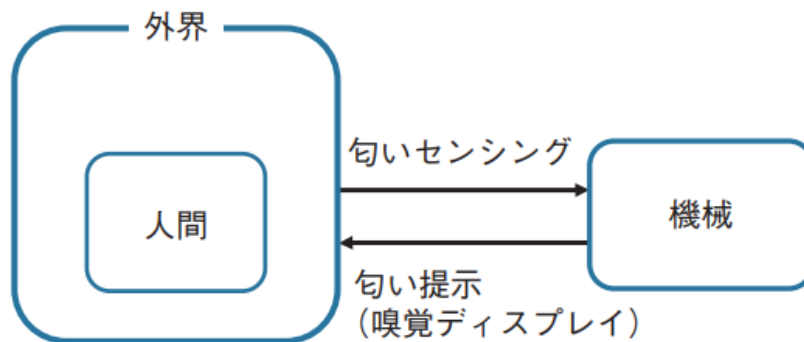 外界
匂いセンシング
人間
機械
匂い提示
（嗅覚ディスプレイ）